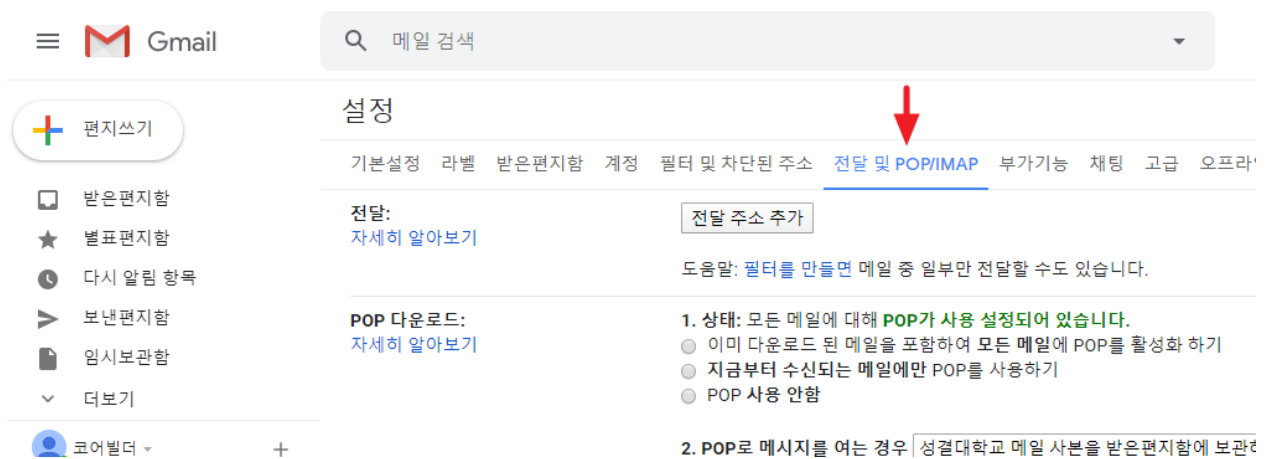 Gmail
메일 검색
편지쓰기
받은편지함
별표편지함
다시 알림 항목
보낸편지함
임시보관함
더보기
코어빌더
설정
기본설정 라벨 받은편지함 계정 필터 및 차단된 주소 전달 및 POP/IMAP 부가기능 채팅 고급
전달:
자세히 알아보기
전달 주소 추가
도움말: 필터를 만들면 메일 중 일부만 전달할 수도 있습니다.
POP 다운로드:
자세히 알아보기
1. 상태: 모든 메일에 대해 POP가 사용 설정되어 있습니다.
이미 다운로드 된 메일을 포함하여 모든 메일에 POP를 활성화 하기
지금부터 수신되는 메일에만 POP를 사용하기
POP 사용 안함
2. POP로 메시지를 여는 경우 성결대학교 메일 사본을 받은편지함에